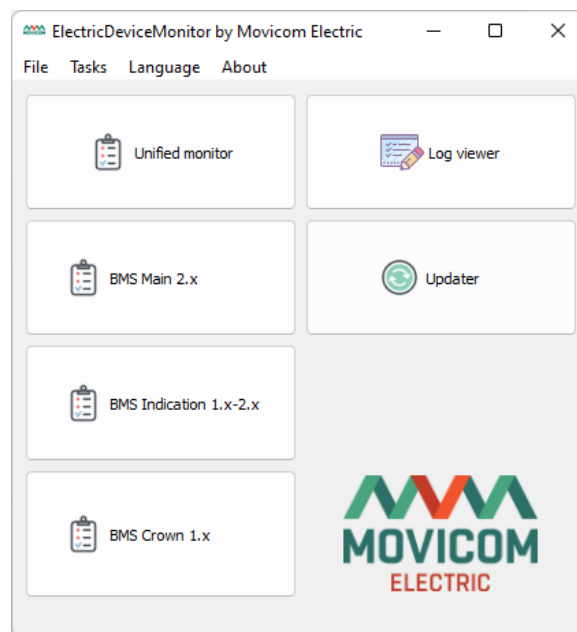 ElectricDeviceMonitor by Movicom Electric
File Tasks Language About
Unified monitor
Log viewer
BMS Main 2.x
Updater
BMS Indication 1.x-2.x
BMS Crown 1.x
MOVICOM
ELECTRIC